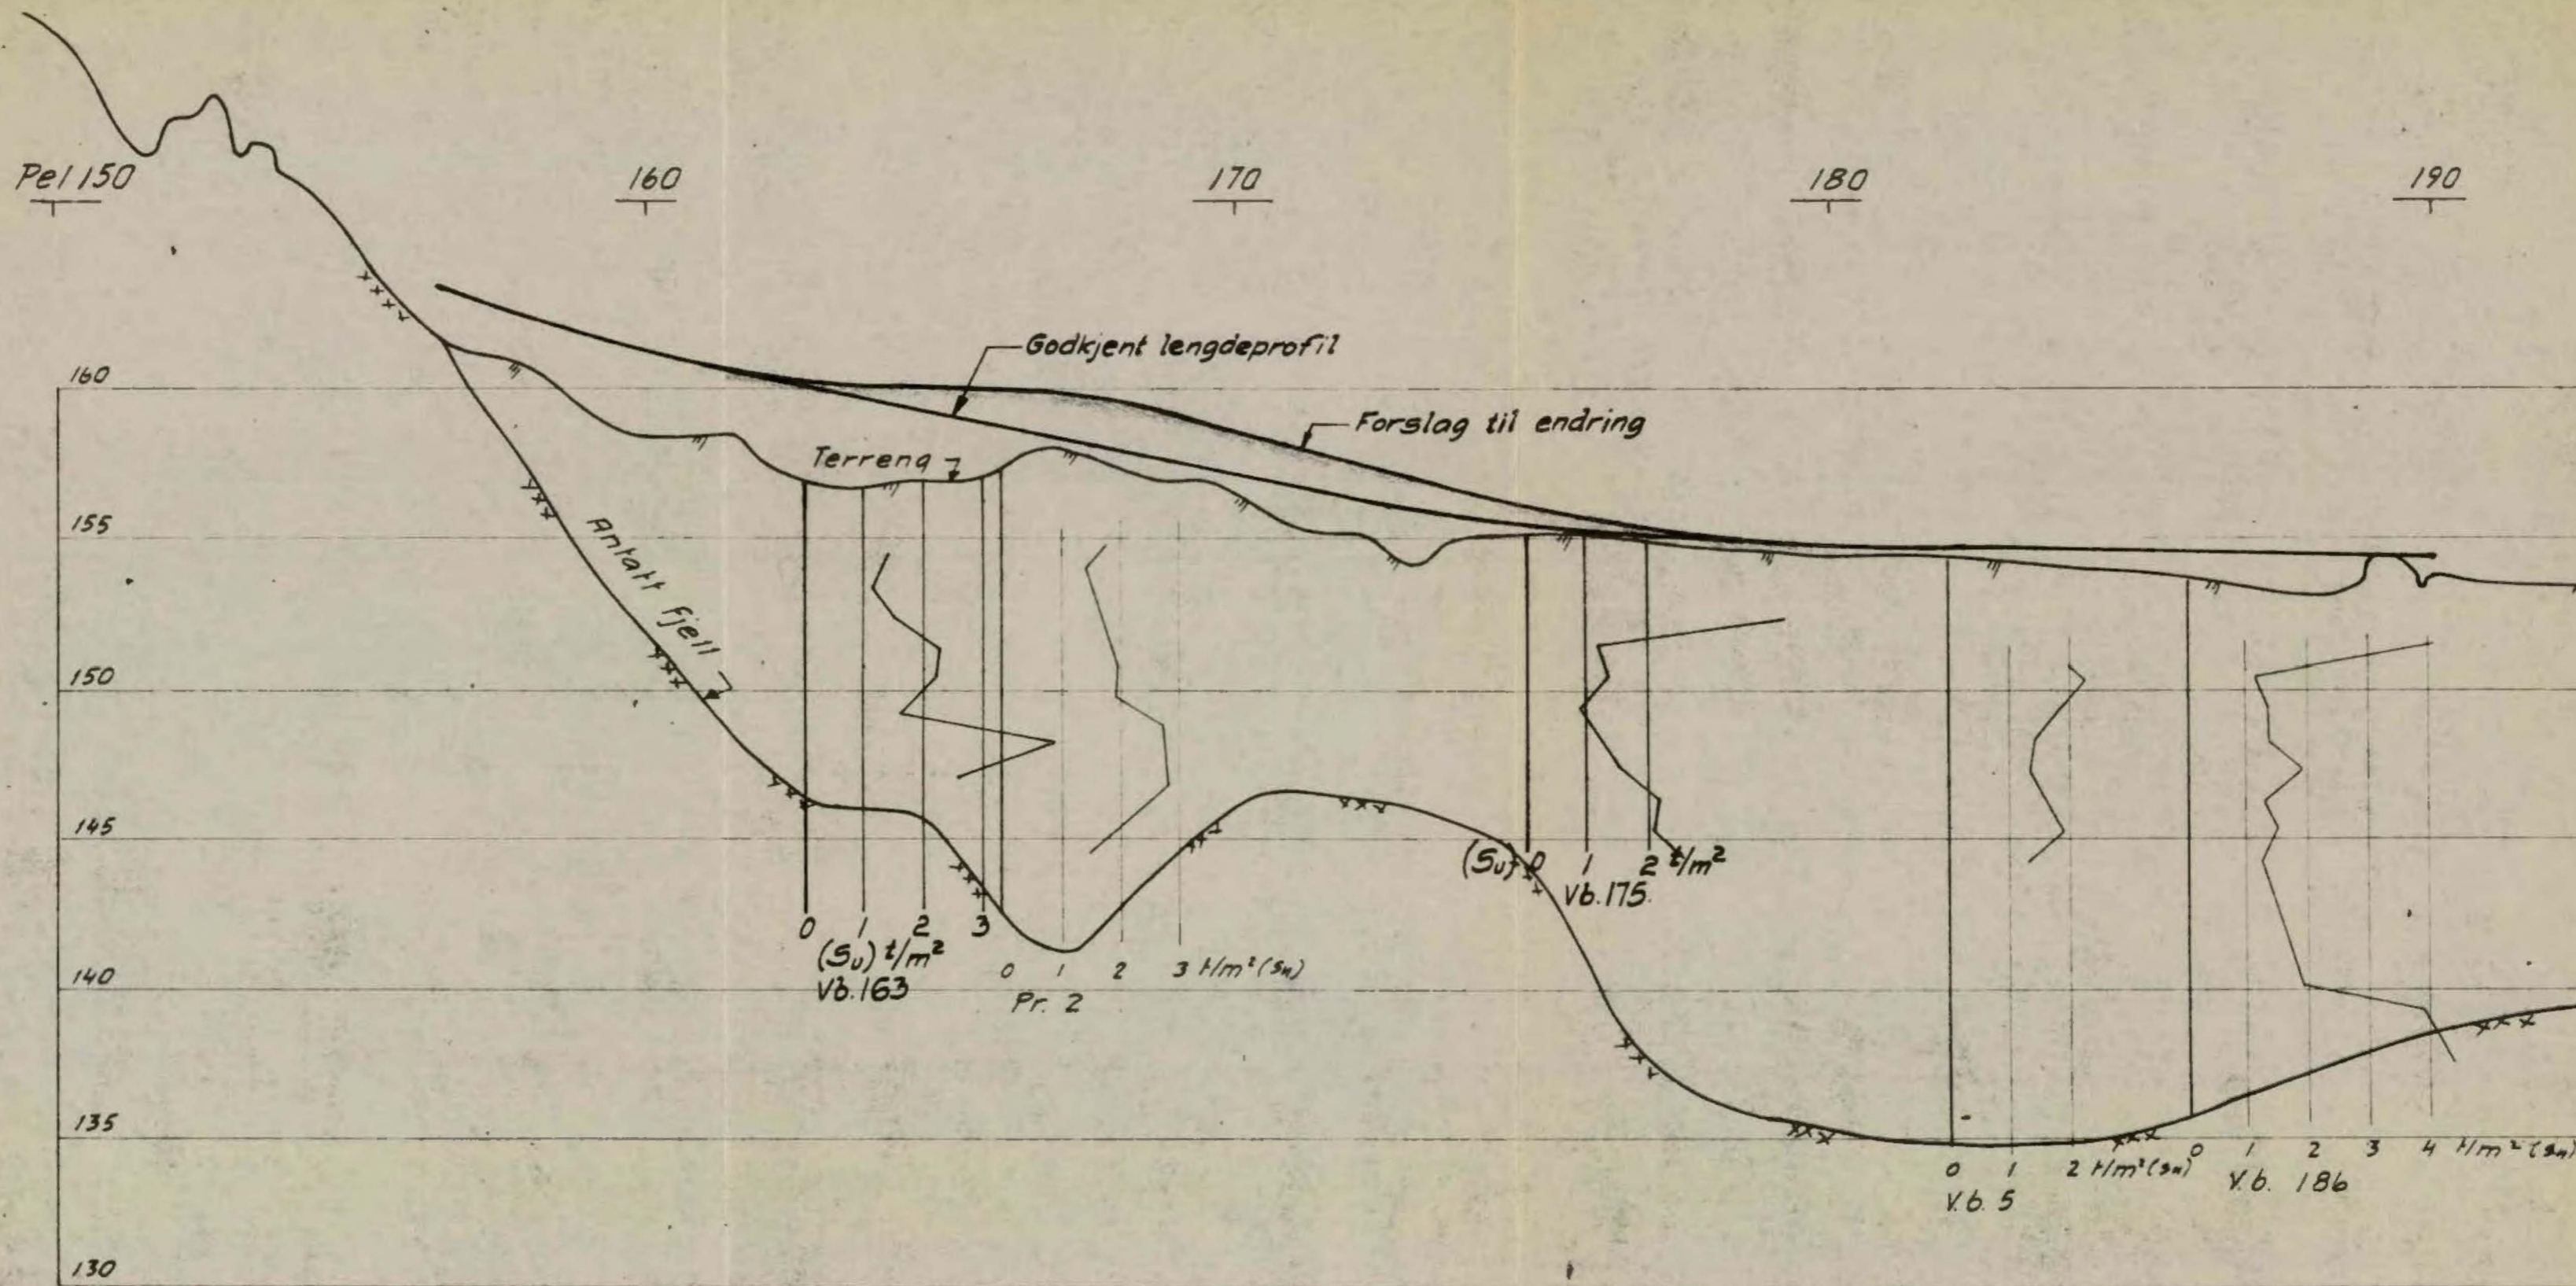 Pel 150
160
170
180
190
Godkjent lengdeprofil
160
Forslag til endring
Terreng
155
Antatt fjell
150
145
(Su) 0 1 2 t/m²
Vb. 175.
0 1 2 3
(Su) t/m²
Vb. 163
0 1 2 3 t/m² (su)
Pr. 2
140
135
0 1 2 t/m² (su)
V.b. 5
0 1 2 3 4 t/m² (su)
V.b. 186
130